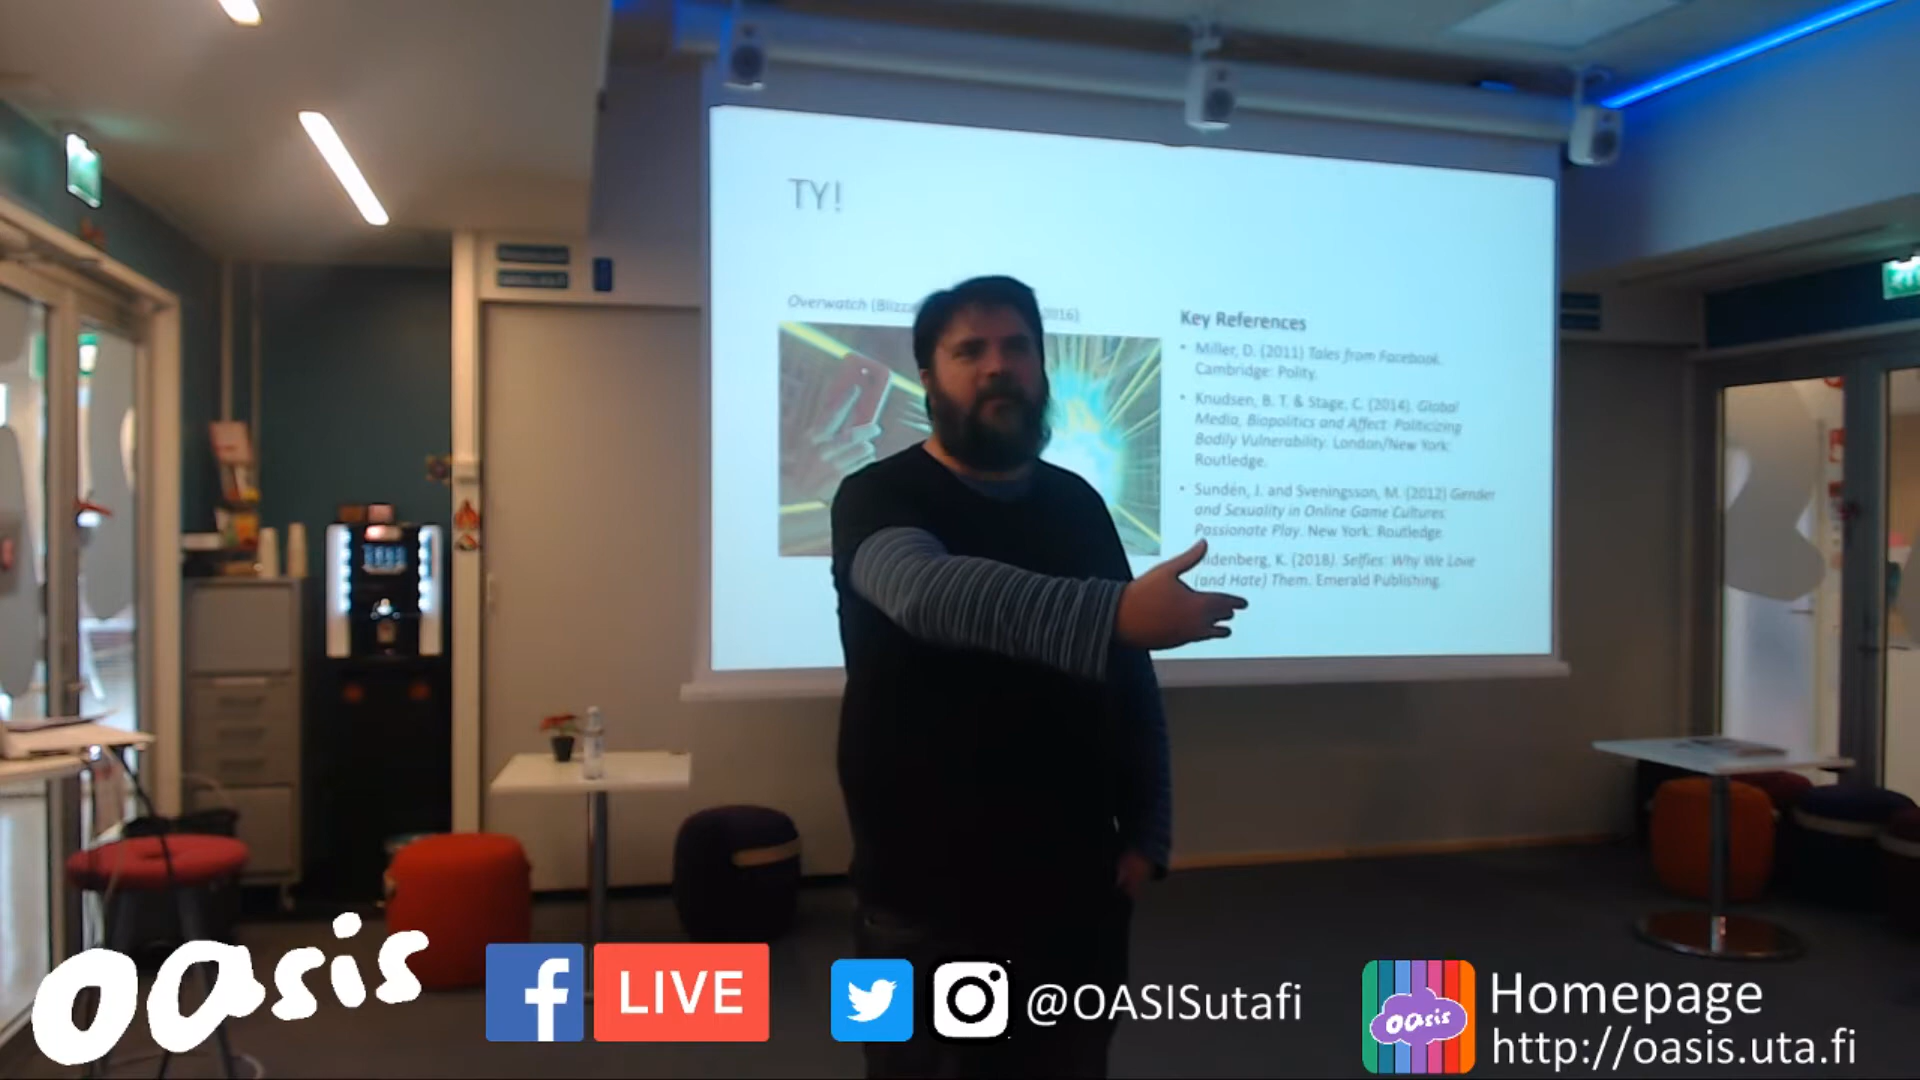 TY!
Overwatch (Blizza
2016)
Key References
• Miller, D. (2011) Tales from Facebook.
Cambridge: Polity.
• Knudsen, B. T. & Stage, C. (2014). Global
Media, Biopolitics and Affect: Politicizing
Bodily Vulnerability. London/New York:
Routledge.
• Sundén, J. and Sveningsson, M. (2012) Gender
and Sexuality in Online Game Cultures:
Passionate Play. New York: Routledge.
idenberg, K. (2018). Selfies: Why We Love
(and Hate) Them. Emerald Publishing.
oasis
f LIVE
@OASISutafi
oasis
Homepage
http://oasis.uta.fi